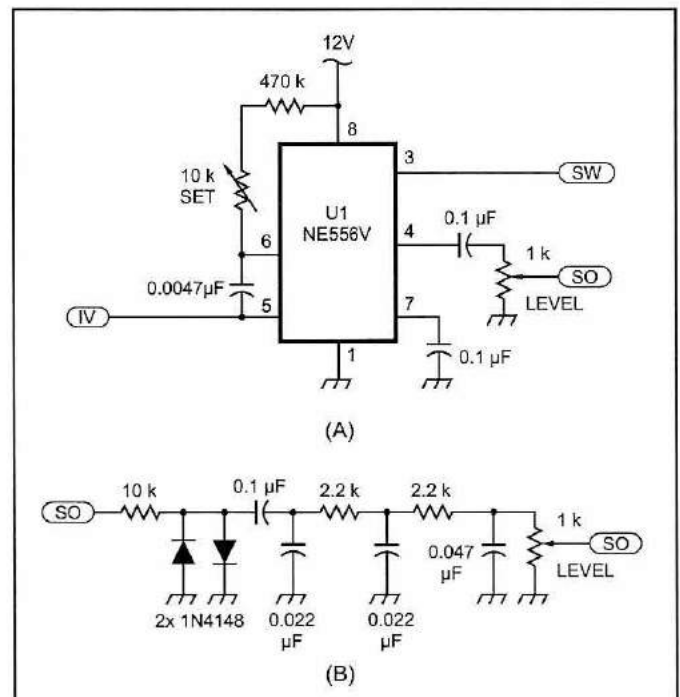 12V
470 k
8
3
SW
10 k
SET
U1
NE556V
0.1 µF
6
4
1 k
0.0047µF
SO
LEVEL
IV
5
7
1
0.1 µF
(A)
10 k
0.1 µF
2.2 k
2.2 k
1 k
SO
SO
0.047
µF
LEVEL
2x 1N4148
0.022
µF
0.022
µF
(B)